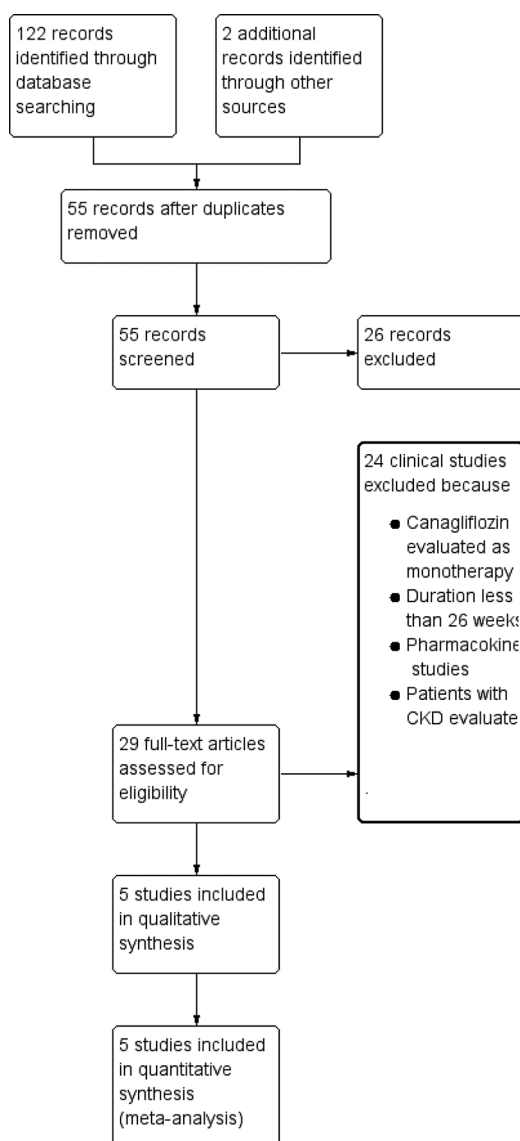 122 records
identified through
database
searching
2 additional
records identified
through other
sources
55 records after duplicates
removed
55 records
screened
26 records
excluded
24 clinical studies
excluded because
● Canagliflozin
evaluated as
monotherapy
● Duration less
than 26 weeks
● Pharmacokine
studies
● Patients with
CKD evaluate
.
29 full-text articles
assessed for
eligibility
5 studies included
in qualitative
synthesis
5 studies included
in quantitative
synthesis
(meta-analysis)